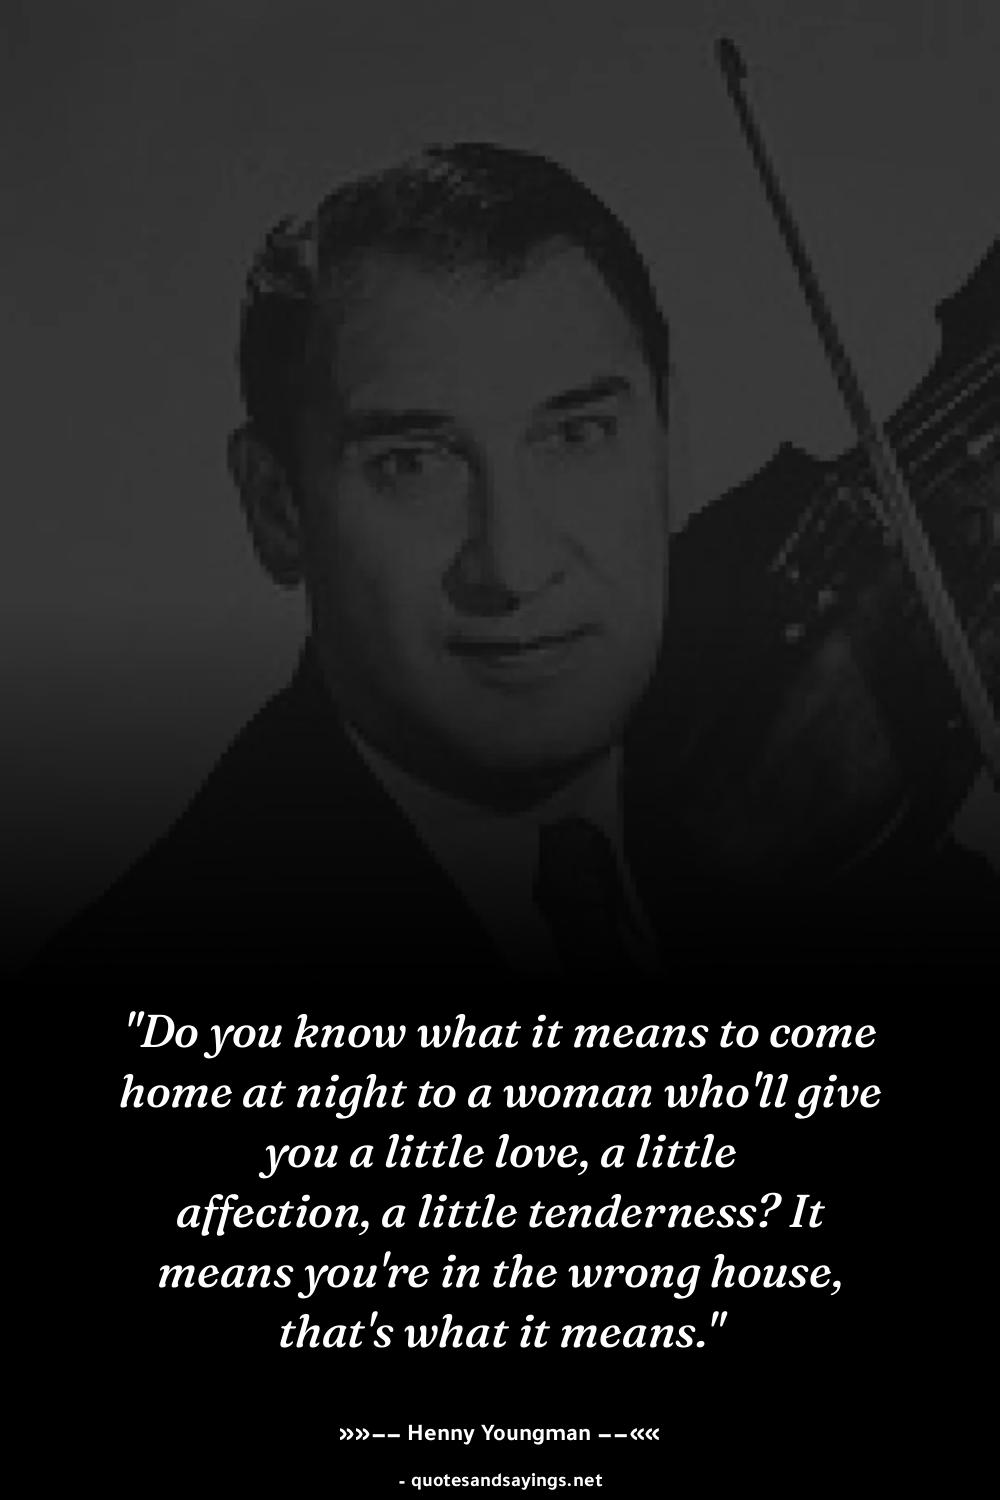 "Do you know what it means to come
home at night to a woman who'll give
you a little love, a little
affection, a little tenderness? It
means you're in the wrong house,
that's what it means."
»»–– Henny Youngman ––««
- quotesandsayings.net